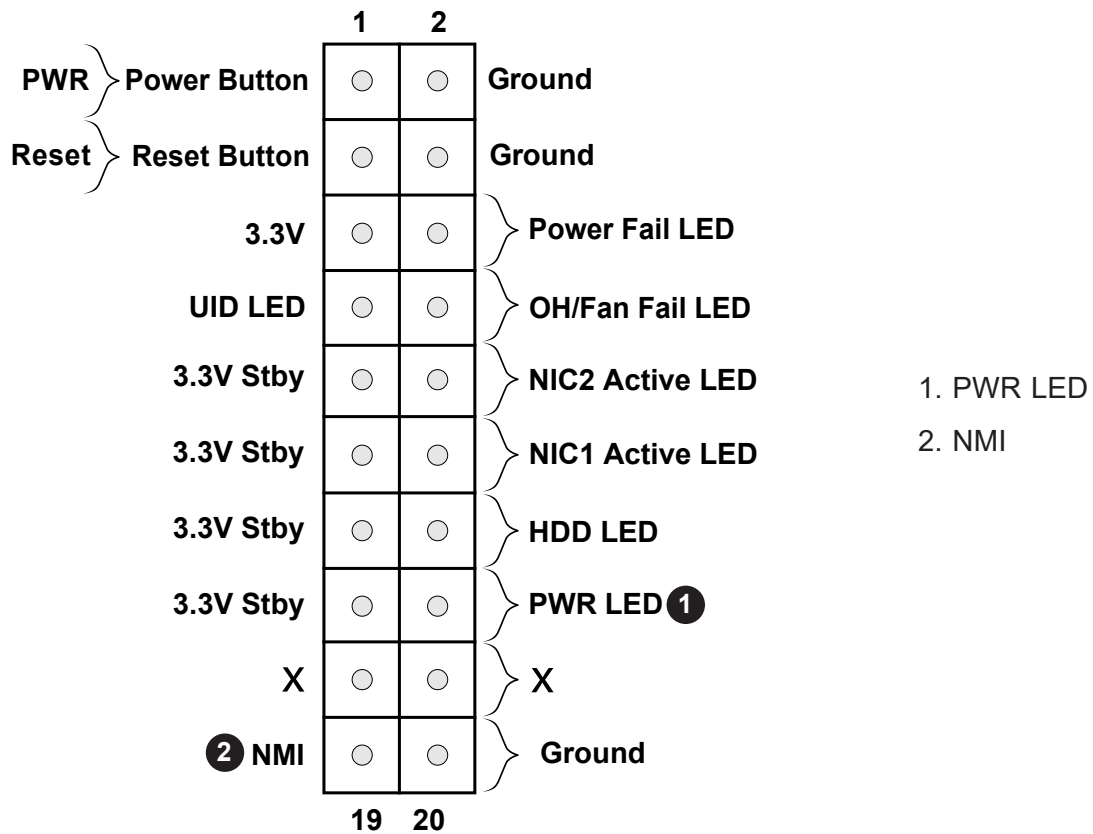 1 2
PWR Power Button Ground
Reset Reset Button Ground
3.3V Power Fail LED
UID LED OH/Fan Fail LED
3.3V Stby NIC2 Active LED
3.3V Stby NIC1 Active LED
3.3V Stby HDD LED
3.3V Stby PWR LED 1
X X
2 NMI Ground
19 20
1. PWR LED
2. NMI